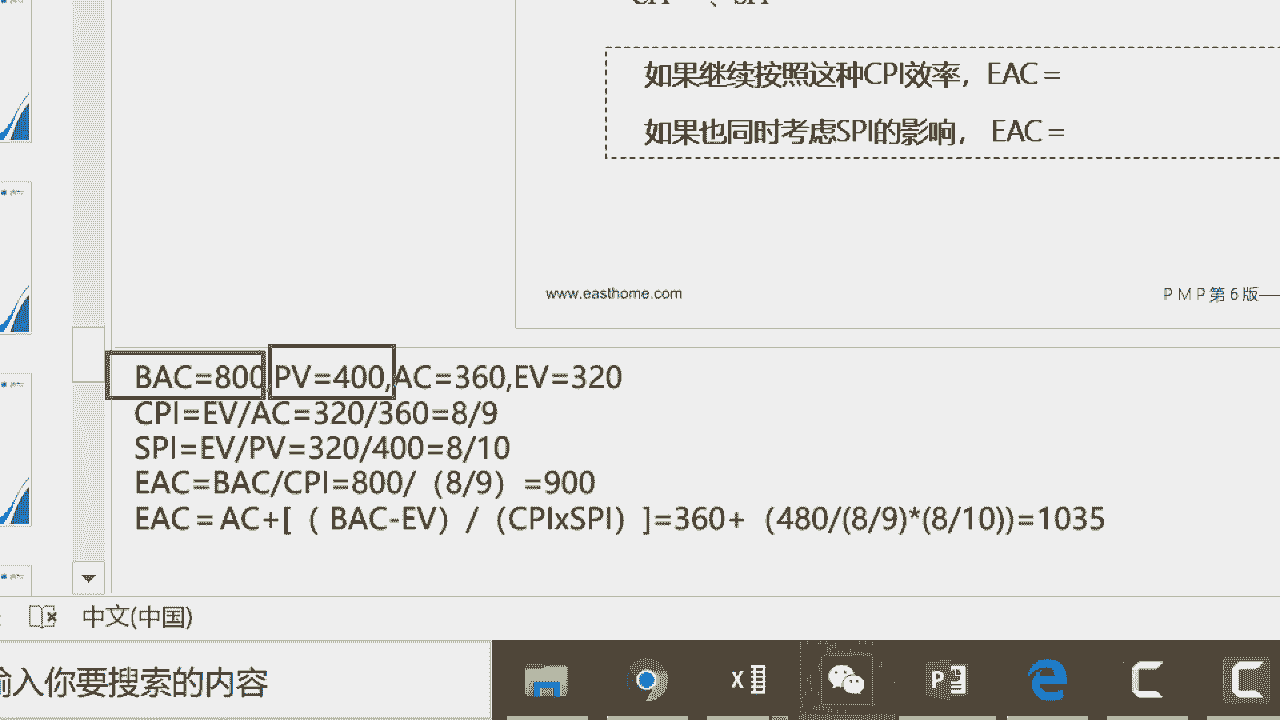 如果继续按照这种CPI效率，EAC＝
如果也同时考虑SPI的影响， EAC＝
www.easthome.com
PMP第6版—
BAC=800,PV=400,AC=360,EV=320
CPI=EV/AC=320/360=8/9
SPI=EV/PV=320/400=8/10
EAC=BAC/CPI=800/（8/9）=900
EAC＝AC+[（ BAC-EV）/（CPIxSPI）]=360+（480/(8/9)*(8/10))=1035
中文(中国)
输入你要搜索的内容